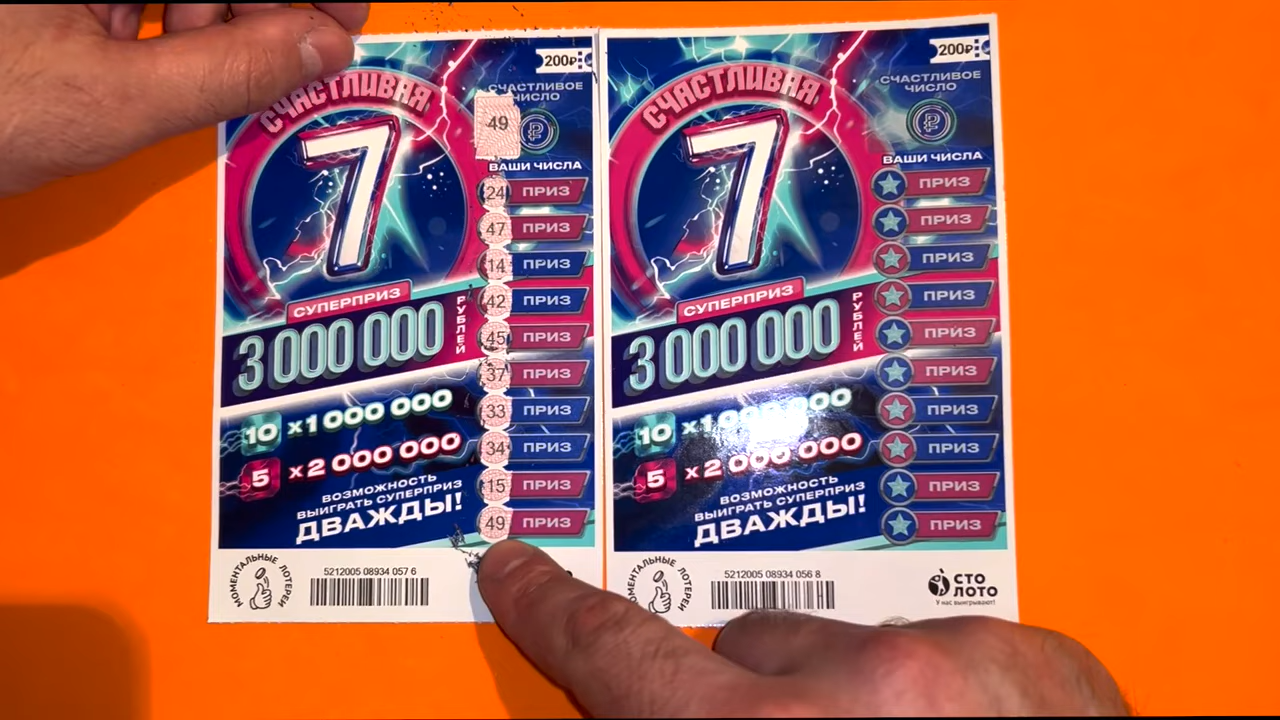 200₽
СЧАСТЛИВОЕ
ЧИСЛО
СЧАСТЛИВАЯ
7
49
ВАШИ ЧИСЛА
24 ПРИЗ
47 ПРИЗ
14 ПРИЗ
42 ПРИЗ
45 ПРИЗ
37 ПРИЗ
33 ПРИЗ
34 ПРИЗ
15 ПРИЗ
49 ПРИЗ
СУПЕРПРИЗ
3 000 000
РУБЛЕЙ
10 х1 000 000
5 х2 000 000
ВОЗМОЖНОСТЬ
ВЫИГРАТЬ СУПЕРПРИЗ
ДВАЖДЫ!
МОМЕНТАЛЬНЫЕ ЛОТЕРЕИ
5212005 08934 057 6
200₽
СЧАСТЛИВОЕ
ЧИСЛО
СЧАСТЛИВАЯ
7
₽
ВАШИ ЧИСЛА
ПРИЗ
ПРИЗ
ПРИЗ
ПРИЗ
ПРИЗ
ПРИЗ
ПРИЗ
ПРИЗ
ПРИЗ
ПРИЗ
СУПЕРПРИЗ
3 000 000
РУБЛЕЙ
10 х1 000 000
5 х2 000 000
ВОЗМОЖНОСТЬ
ВЫИГРАТЬ СУПЕРПРИЗ
ДВАЖДЫ!
МОМЕНТАЛЬНЫЕ ЛОТЕРЕИ
5212005 08934 056 8
СТО
ЛОТО
У нас выигрывают!